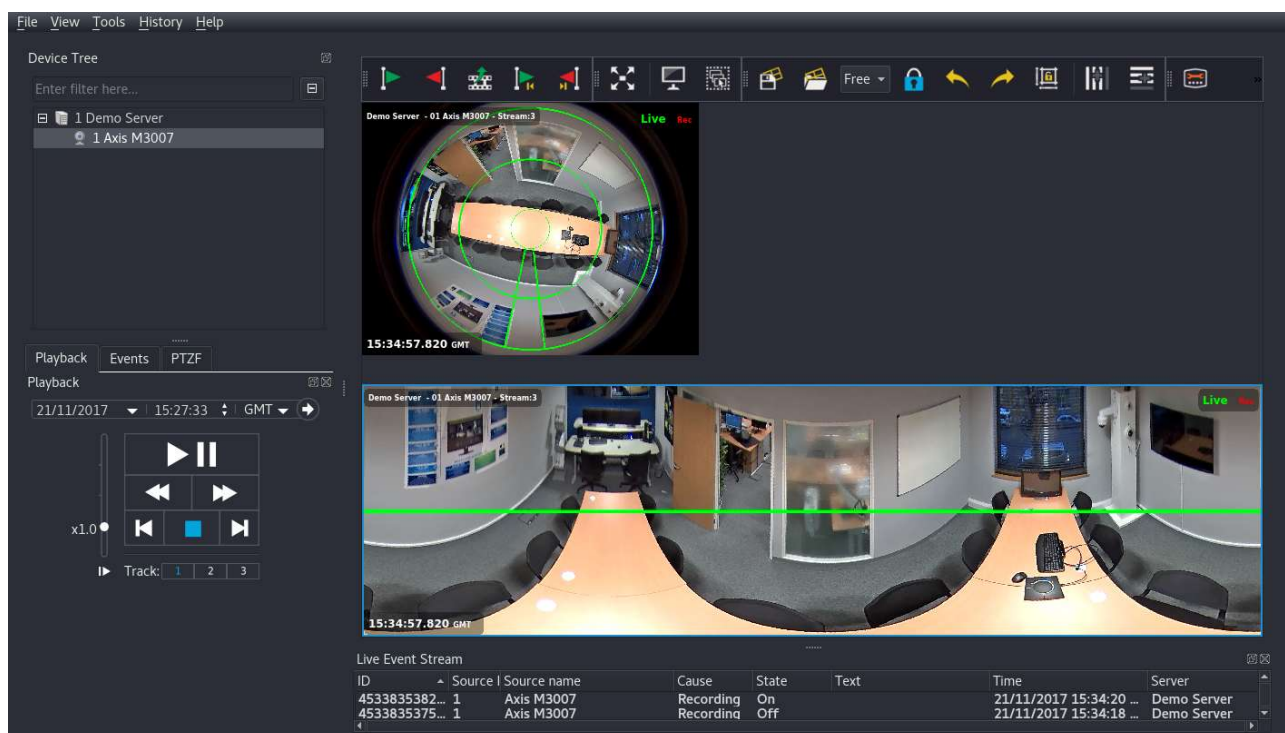 File View Tools History Help
Device Tree
Enter filter here...
1 Demo Server
1 Axis M3007
Free
Demo Server - 01 Axis M3007 - Stream:3 Live Rec
15:34:57.820 GMT
Playback Events PTZF
Playback
21/11/2017 15:27:33 GMT
x1.0
Track: 1 2 3
Demo Server - 01 Axis M3007 - Stream:3 Live Rec
15:34:57.820 GMT
Live Event Stream
ID Source I Source name Cause State Text Time Server
4533835382... 1 Axis M3007 Recording On 21/11/2017 15:34:20 ... Demo Server
4533835375... 1 Axis M3007 Recording Off 21/11/2017 15:34:18 ... Demo Server